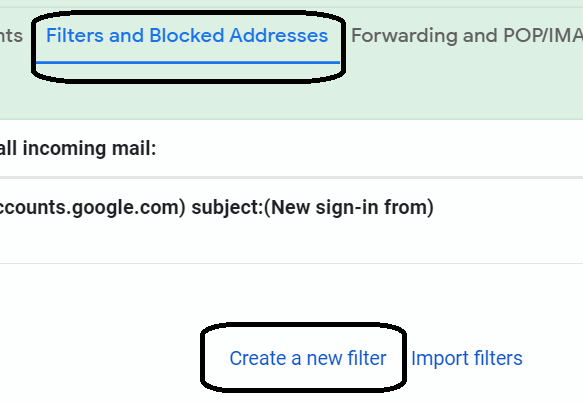 nts Filters and Blocked Addresses Forwarding and POP/IMA
all incoming mail:
ccounts.google.com) subject:(New sign-in from)
Create a new filter Import filters